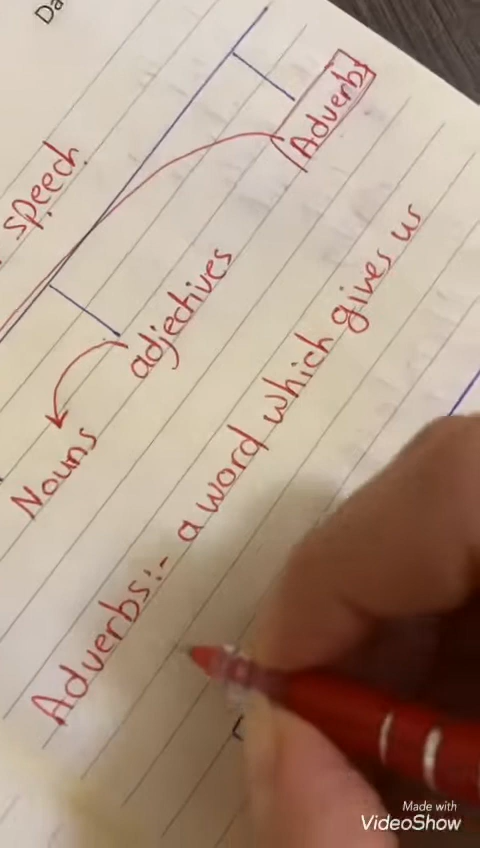 Da
speech
Adverbs
adjectives
Nouns
Adverbs:- a word which gives us
Made with
VideoShow